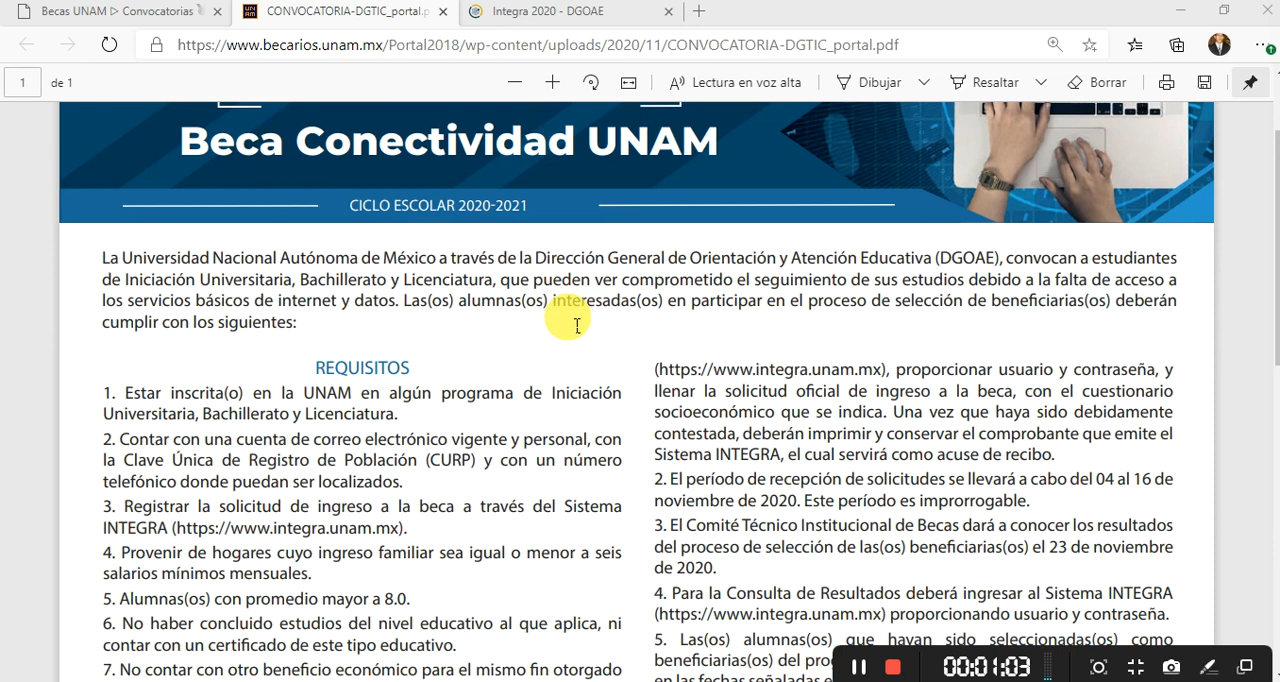 Becas UNAM ▷ Convocatorias
CONVOCATORIA-DGTIC_portal.p
Integra 2020 - DGOAE
https://www.becarios.unam.mx/Portal2018/wp-content/uploads/2020/11/CONVOCATORIA-DGTIC_portal.pdf
1 de 1
Lectura en voz alta
Dibujar
Resaltar
Borrar
Beca Conectividad UNAM
CICLO ESCOLAR 2020-2021
La Universidad Nacional Autónoma de México a través de la Dirección General de Orientación y Atención Educativa (DGOAE), convocan a estudiantes
de Iniciación Universitaria, Bachillerato y Licenciatura, que pueden ver comprometido el seguimiento de sus estudios debido a la falta de acceso a
los servicios básicos de internet y datos. Las(os) alumnas(os) interesadas(os) en participar en el proceso de selección de beneficiarias(os) deberán
cumplir con los siguientes:
REQUISITOS
1. Estar inscrita(o) en la UNAM en algún programa de Iniciación
Universitaria, Bachillerato y Licenciatura.
2. Contar con una cuenta de correo electrónico vigente y personal, con
la Clave Única de Registro de Población (CURP) y con un número
telefónico donde puedan ser localizados.
3. Registrar la solicitud de ingreso a la beca a través del Sistema
INTEGRA (https://www.integra.unam.mx).
4. Provenir de hogares cuyo ingreso familiar sea igual o menor a seis
salarios mínimos mensuales.
5. Alumnas(os) con promedio mayor a 8.0.
6. No haber concluido estudios del nivel educativo al que aplica, ni
contar con un certificado de este tipo educativo.
7. No contar con otro beneficio económico para el mismo fin otorgado
(https://www.integra.unam.mx), proporcionar usuario y contraseña, y
llenar la solicitud oficial de ingreso a la beca, con el cuestionario
socioeconómico que se indica. Una vez que haya sido debidamente
contestada, deberán imprimir y conservar el comprobante que emite el
Sistema INTEGRA, el cual servirá como acuse de recibo.
2. El período de recepción de solicitudes se llevará a cabo del 04 al 16 de
noviembre de 2020. Este período es improrrogable.
3. El Comité Técnico Institucional de Becas dará a conocer los resultados
del proceso de selección de las(os) beneficiarias(os) el 23 de noviembre
de 2020.
4. Para la Consulta de Resultados deberá ingresar al Sistema INTEGRA
(https://www.integra.unam.mx) proporcionando usuario y contraseña.
5. Las(os) alumnas(os) que hayan sido seleccionadas(os) como
beneficiarias(os) del pro
en las fechas señaladas e
00:01:03